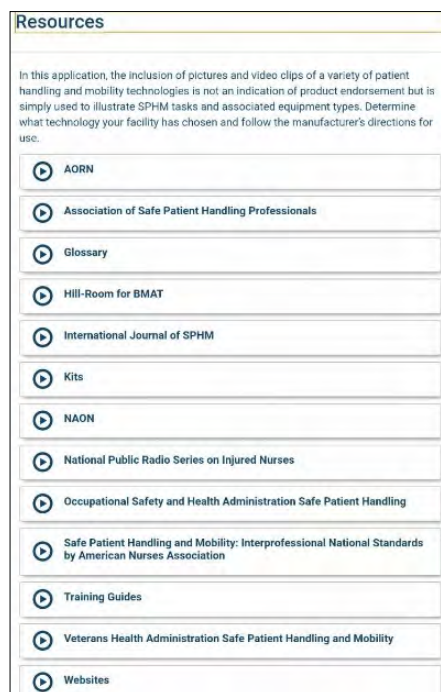 Resources
In this application, the inclusion of pictures and video clips of a variety of patient
handling and mobility technologies is not an indication of product endorsement but is
simply used to illustrate SPHM tasks and associated equipment types. Determine
what technology your facility has chosen and follow the manufacturer's directions for
use.
AORN
Association of Safe Patient Handling Professionals
Glossary
Hill-Room for BMAT
International Journal of SPHM
Kits
NAON
National Public Radio Series on Injured Nurses
Occupational Safety and Health Administration Safe Patient Handling
Safe Patient Handling and Mobility: Interprofessional National Standards
by American Nurses Association
Training Guides
Veterans Health Administration Safe Patient Handling and Mobility
Websites